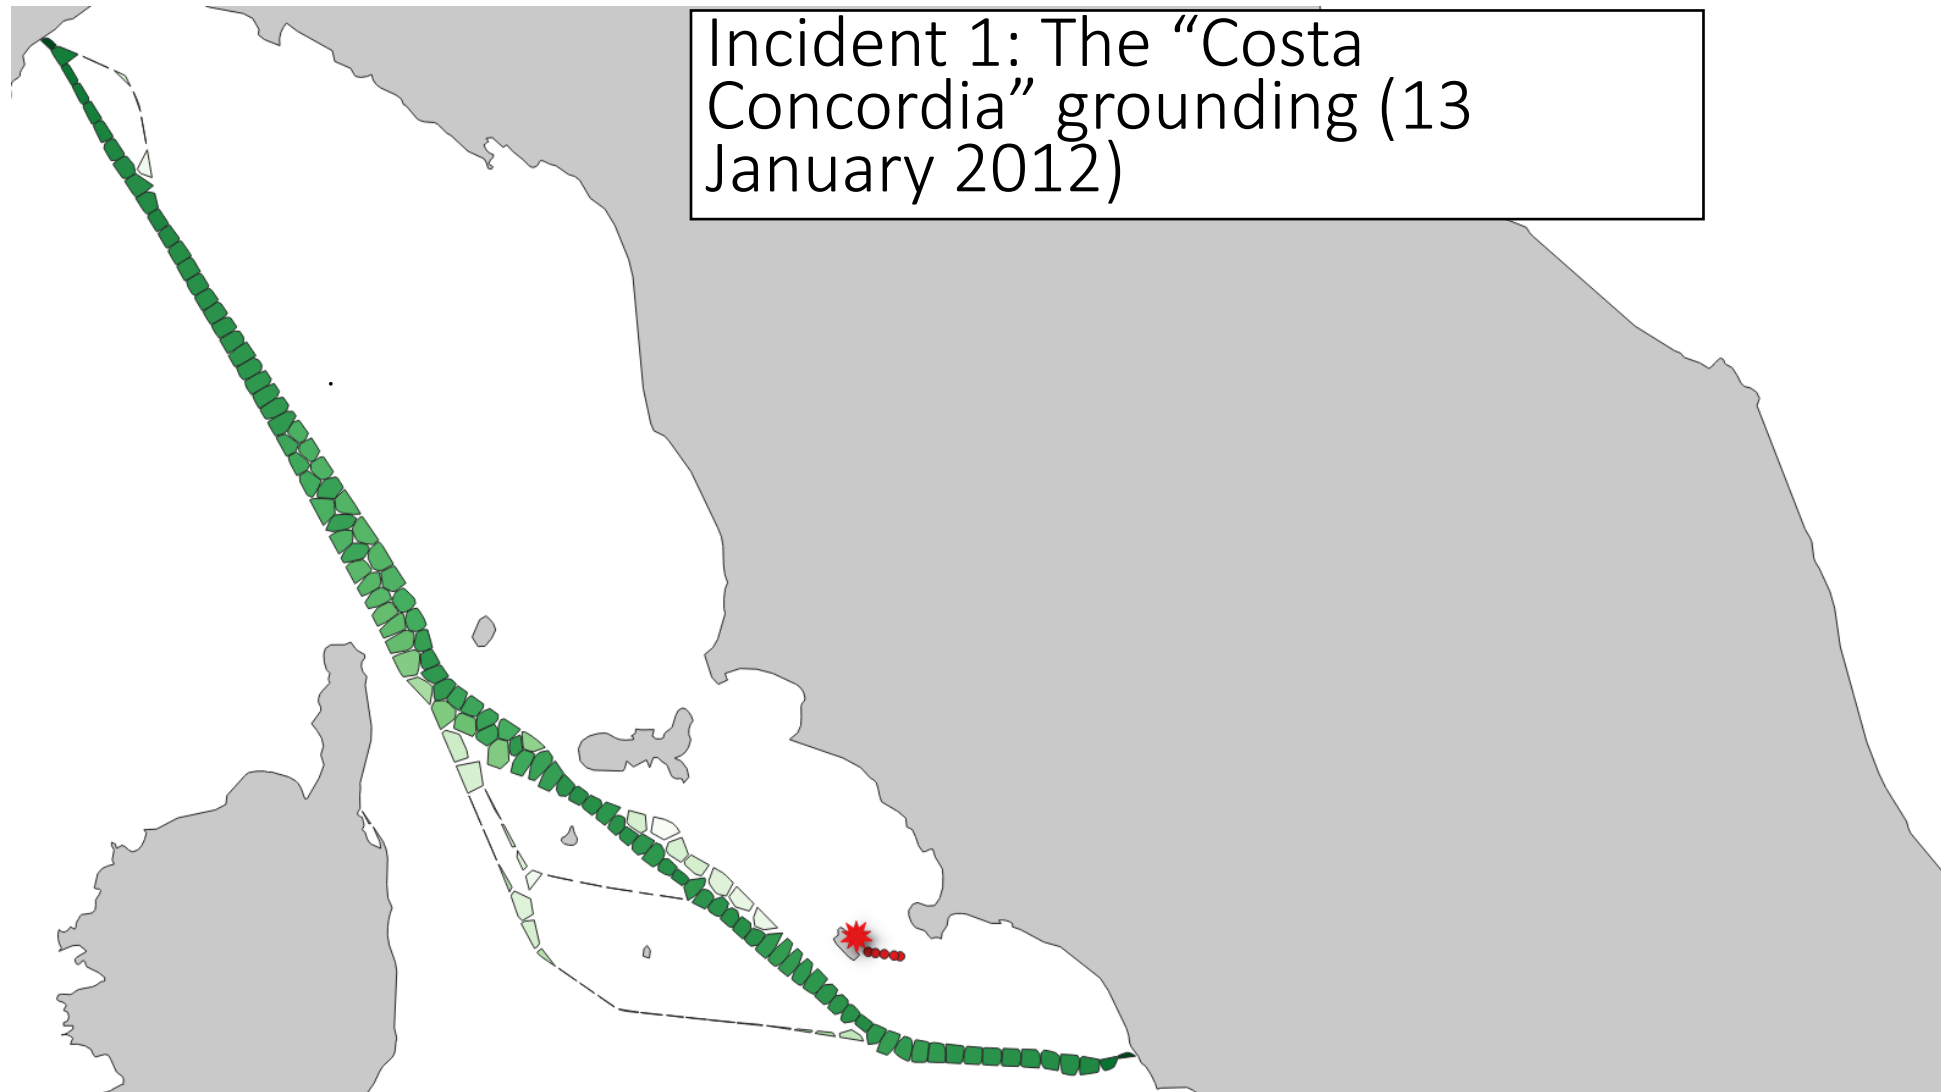 Incident 1: The “Costa
Concordia” grounding (13
January 2012)